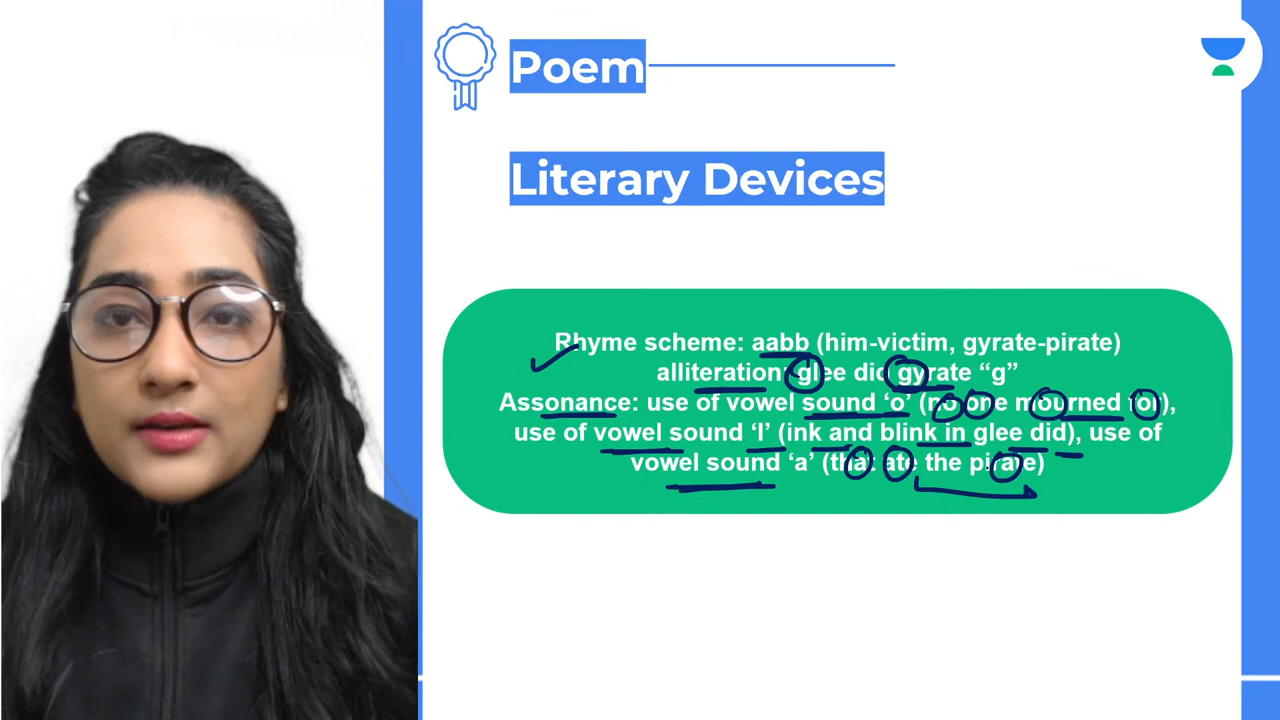 Poem
Literary Devices
Rhyme scheme: aabb (him-victim, gyrate-pirate)
alliteration: glee did gyrate “g”
Assonance: use of vowel sound ‘o’ (no one mourned for),
use of vowel sound ‘I’ (ink and blink in glee did), use of
vowel sound ‘a’ (that ate the pirate)